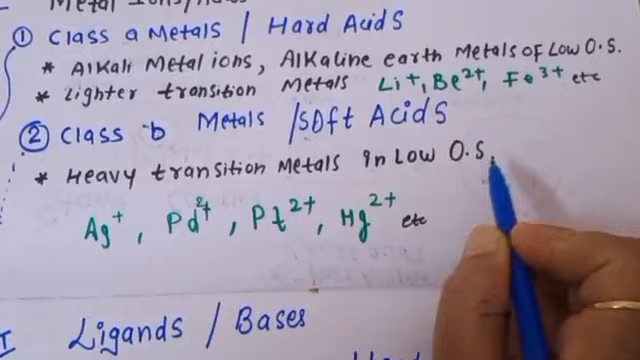 Metal Ions/
① Class a Metals / Hard Acids
* Alkali Metal ions, Alkaline earth Metals of Low O.S.
* Lighter transition Metals Li⁺, Be²⁺, Fe³⁺ etc
② Class b Metals / Soft Acids
* Heavy transition Metals in Low O.S.
Ag⁺, Pd²⁺, Pt²⁺, Hg²⁺ etc
I Ligands / Bases